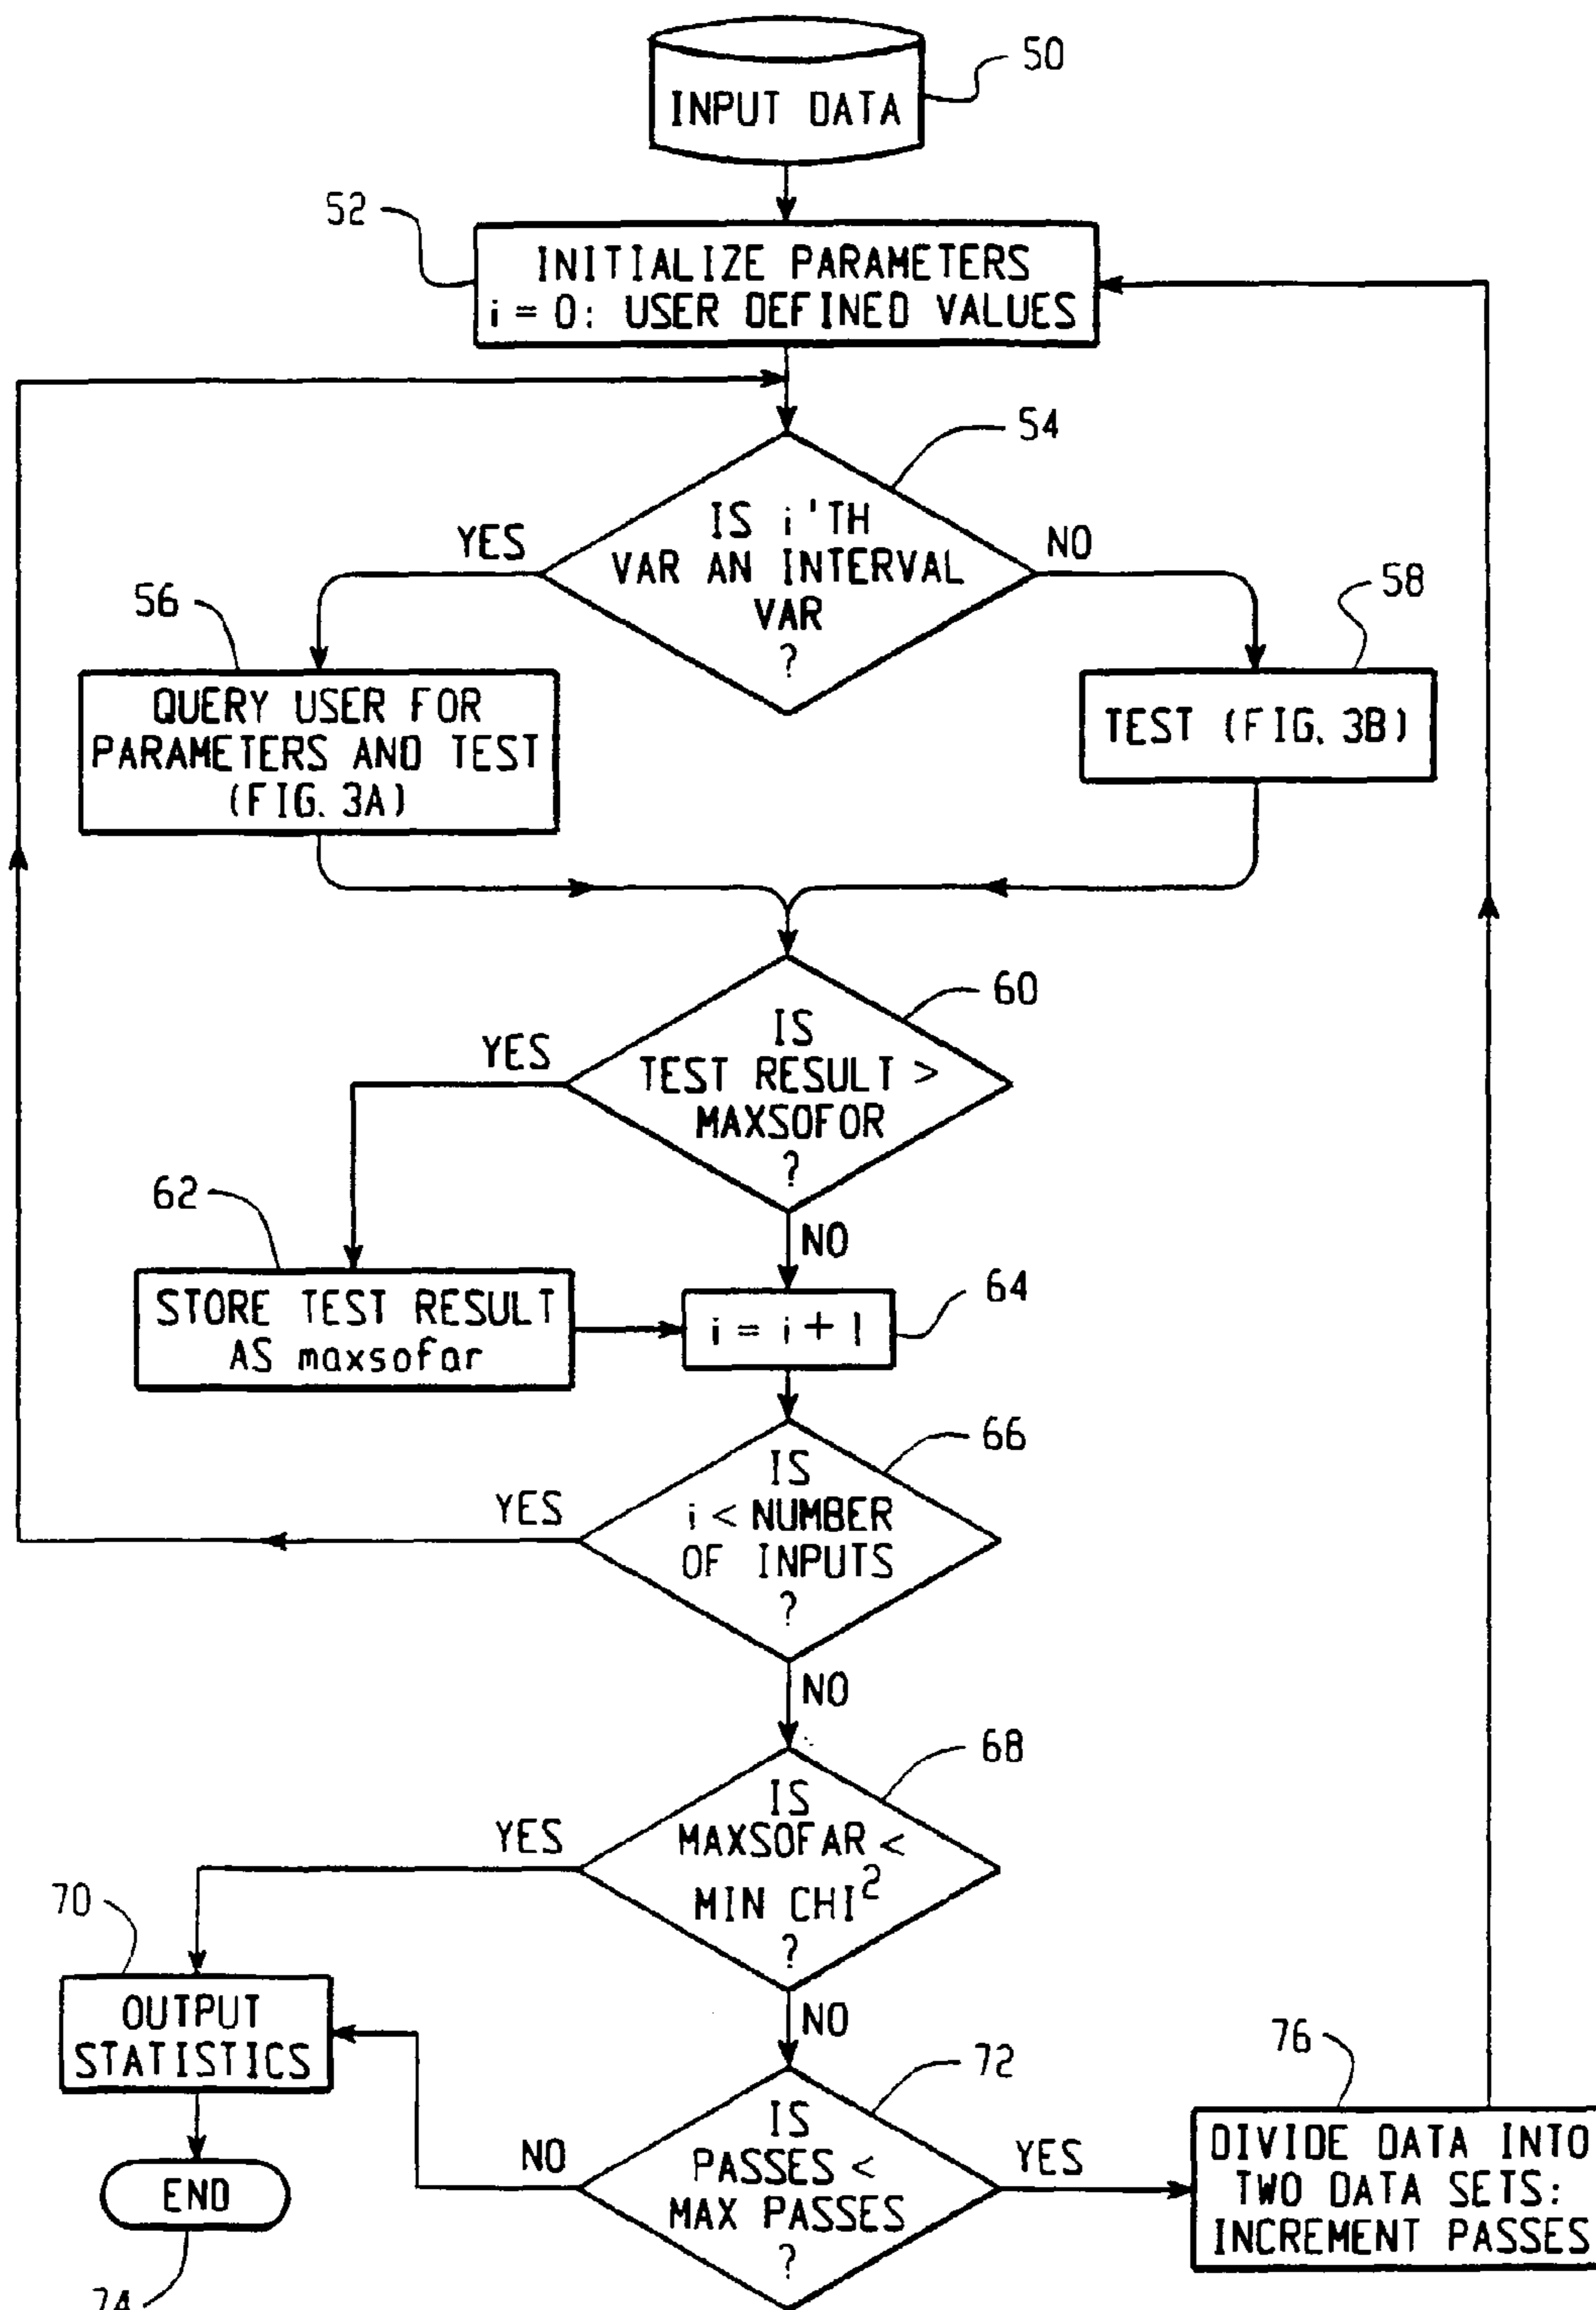 50
INPUT DATA
52
INITIALIZE PARAMETERS
i = 0: USER DEFINED VALUES
54
IS i'TH
VAR AN INTERVAL
VAR
?
YES
NO
56
QUERY USER FOR
PARAMETERS AND TEST
(FIG. 3A)
58
TEST (FIG. 3B)
60
IS
TEST RESULT >
MAXSOFOR
?
YES
NO
62
STORE TEST RESULT
AS maxsofar
64
i = i + 1
66
IS
i < NUMBER
OF INPUTS
?
YES
NO
68
IS
MAXSOFAR <
MIN CHI²
?
YES
NO
70
OUTPUT
STATISTICS
72
IS
PASSES <
MAX PASSES
?
NO
YES
76
DIVIDE DATA INTO
TWO DATA SETS:
INCREMENT PASSES
END
74